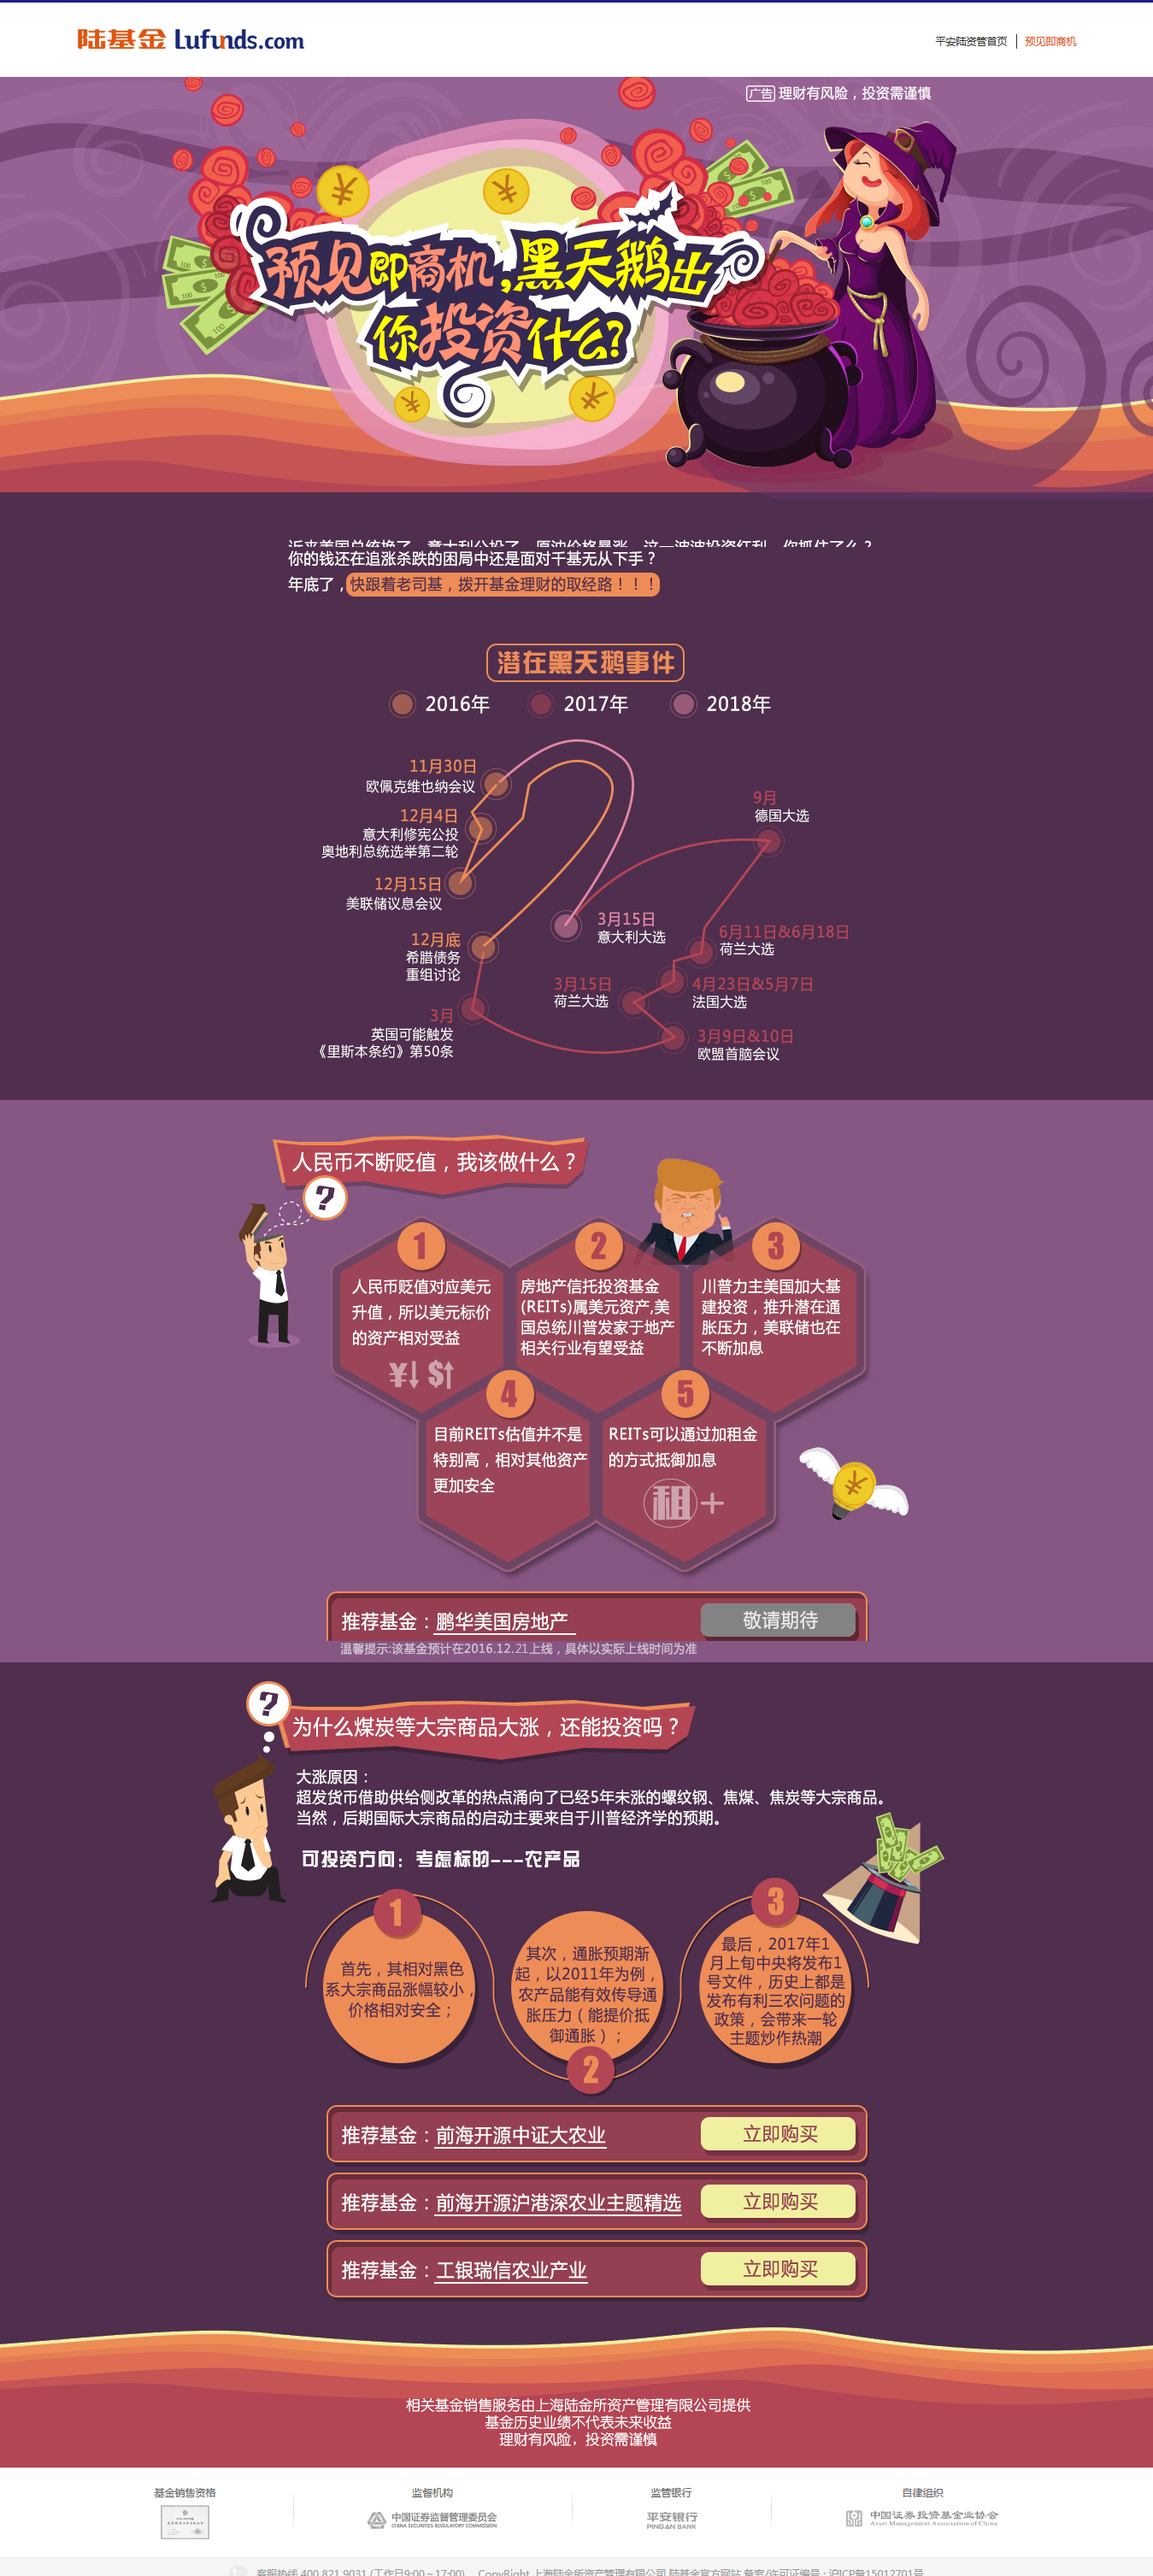 陆基金 Lufunds.com
平安陆资管首页
预见即商机
广告 理财有风险，投资需谨慎
预见即商机，黑天鹅出
你投资什么？
近来美国总统换了，意大利公投了，原油价格暴涨，这一波波投资红利，你抓住了么？
你的钱还在追涨杀跌的困局中还是面对千基无从下手？
年底了，快跟着老司基，拨开基金理财的取经路！！！
潜在黑天鹅事件
2016年
2017年
2018年
11月30日
欧佩克维也纳会议
12月4日
意大利修宪公投
奥地利总统选举第二轮
12月15日
美联储议息会议
12月底
希腊债务
重组讨论
3月
英国可能触发
《里斯本条约》第50条
9月
德国大选
3月15日
意大利大选
6月11日&6月18日
荷兰大选
3月15日
荷兰大选
4月23日&5月7日
法国大选
3月9日&10日
欧盟首脑会议
人民币不断贬值，我该做什么？
?
1
人民币贬值对应美元
升值，所以美元标价
的资产相对受益
¥↓ $↑
2
房地产信托投资基金
(REITs)属美元资产,美
国总统川普发家于地产
相关行业有望受益
3
川普力主美国加大基
建投资，推升潜在通
胀压力，美联储也在
不断加息
4
目前REITs估值并不是
特别高，相对其他资产
更加安全
5
REITs可以通过加租金
的方式抵御加息
租+
推荐基金：鹏华美国房地产
敬请期待
温馨提示:该基金预计在2016.12.21上线，具体以实际上线时间为准
?
为什么煤炭等大宗商品大涨，还能投资吗？
大涨原因：
超发货币借助供给侧改革的热点涌向了已经5年未涨的螺纹钢、焦煤、焦炭等大宗商品。
当然，后期国际大宗商品的启动主要来自于川普经济学的预期。
可投资方向：考虑标的---农产品
1
首先，其相对黑色
系大宗商品涨幅较小，
价格相对安全；
其次，通胀预期渐
起，以2011年为例，
农产品能有效传导通
胀压力（能提价抵
御通胀）；
2
3
最后，2017年1
月上旬中央将发布1
号文件，历史上都是
发布有利三农问题的
政策，会带来一轮
主题炒作热潮
推荐基金：前海开源中证大农业
立即购买
推荐基金：前海开源沪港深农业主题精选
立即购买
推荐基金：工银瑞信农业产业
立即购买
相关基金销售服务由上海陆金所资产管理有限公司提供
基金历史业绩不代表未来收益
理财有风险，投资需谨慎
基金销售资格
监督机构
中国证券监督管理委员会
CHINA SECURITIES REGULATORY COMMISSION
监管银行
平安银行
PING AN BANK
自律组织
中国证券投资基金业协会
Asset Management Association of China
客服热线 400 821 9031 (工作日9:00～17:00) CopyRight 上海陆金所资产管理有限公司 陆基金官方网站 备案/许可证编号：沪ICP备15012701号